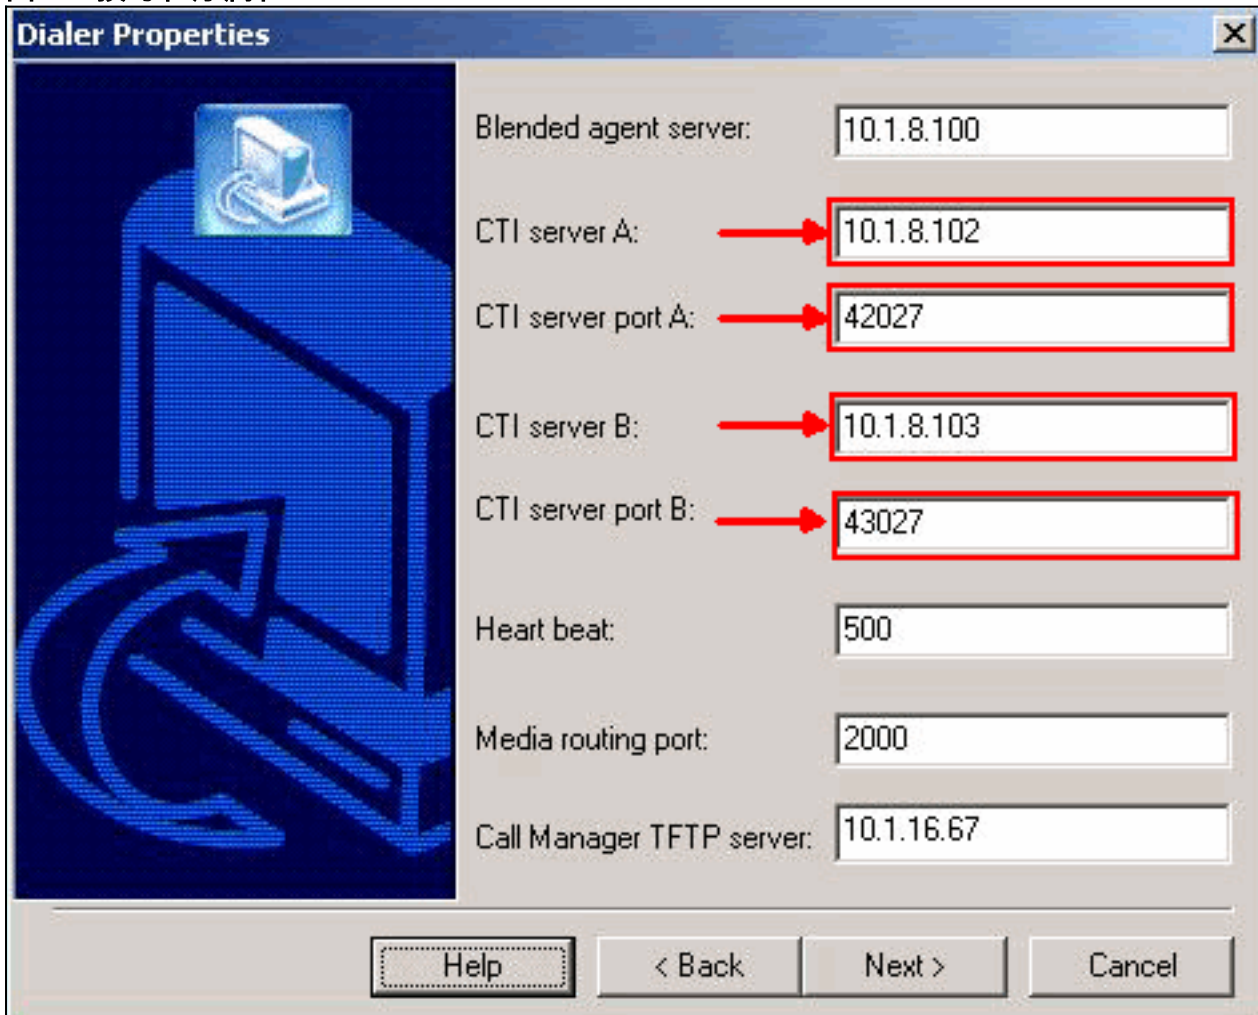 Dialer Properties
Blended agent server: 10.1.8.100
CTI server A: 10.1.8.102
CTI server port A: 42027
CTI server B: 10.1.8.103
CTI server port B: 43027
Heart beat: 500
Media routing port: 2000
Call Manager TFTP server: 10.1.16.67
Help < Back Next > Cancel